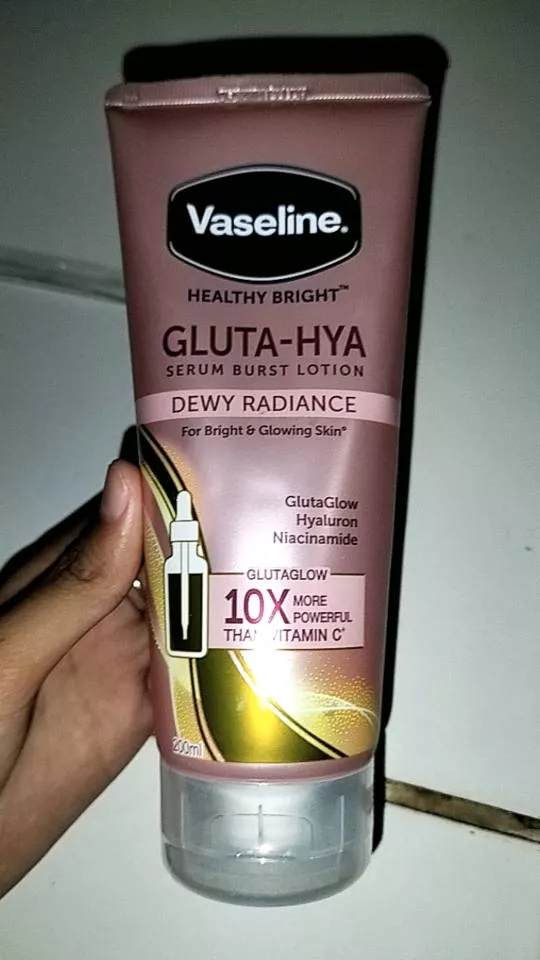 Vaseline.
HEALTHY BRIGHT™
GLUTA-HYA
SERUM BURST LOTION
DEWY RADIANCE
For Bright & Glowing Skin*
GlutaGlow
Hyaluron
Niacinamide
GLUTAGLOW
10X MORE
POWERFUL
THAN VITAMIN C*
200ml